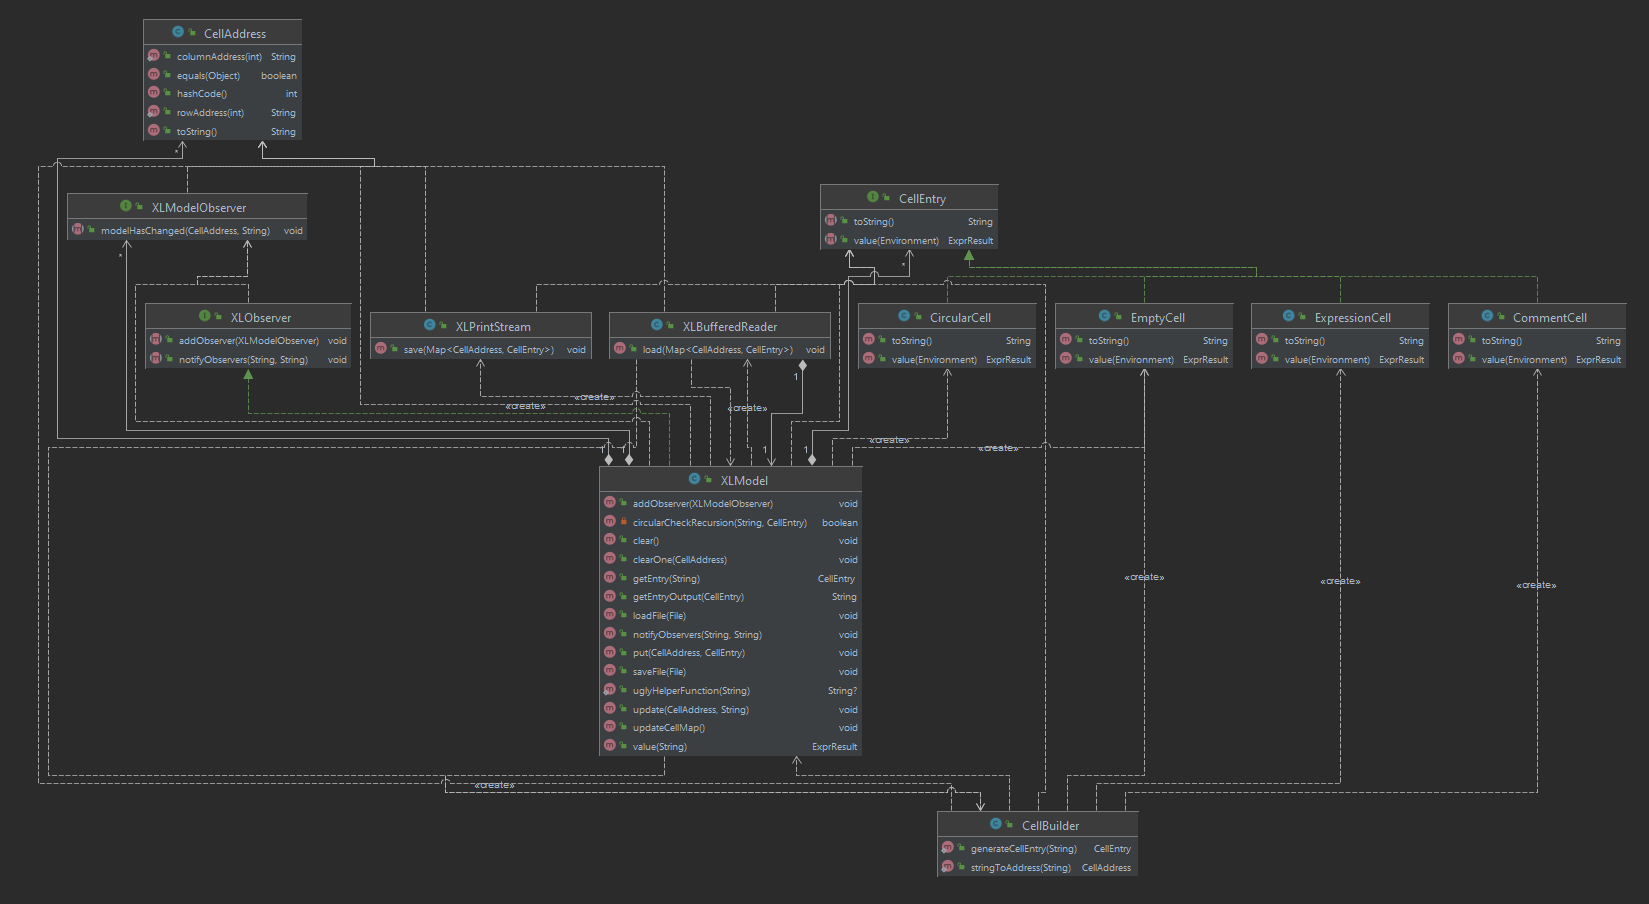 CellAddress
columnAddress(int) String
equals(Object) boolean
hashCode() int
rowAddress(int) String
toString() String
*
XLModelObserver
modelHasChanged(CellAddress, String) void
*
CellEntry
toString() String
value(Environment) ExprResult
*
XLObserver
addObserver(XLModelObserver) void
notifyObservers(String, String) void
XLPrintStream
save(Map<CellAddress, CellEntry>) void
XLBufferedReader
load(Map<CellAddress, CellEntry>) void
CircularCell
toString() String
value(Environment) ExprResult
EmptyCell
toString() String
value(Environment) ExprResult
ExpressionCell
toString() String
value(Environment) ExprResult
CommentCell
toString() String
value(Environment) ExprResult
1
«create»
«create»
«create»
«create»
«create»
1
1
1
1
XLModel
addObserver(XLModelObserver) void
circularCheckRecursion(String, CellEntry) boolean
clear() void
clearOne(CellAddress) void
getEntry(String) CellEntry
getEntryOutput(CellEntry) String
loadFile(File) void
notifyObservers(String, String) void
put(CellAddress, CellEntry) void
saveFile(File) void
uglyHelperFunction(String) String?
update(CellAddress, String) void
updateCellMap() void
value(String) ExprResult
«create»
«create»
«create»
«create»
CellBuilder
generateCellEntry(String) CellEntry
stringToAddress(String) CellAddress